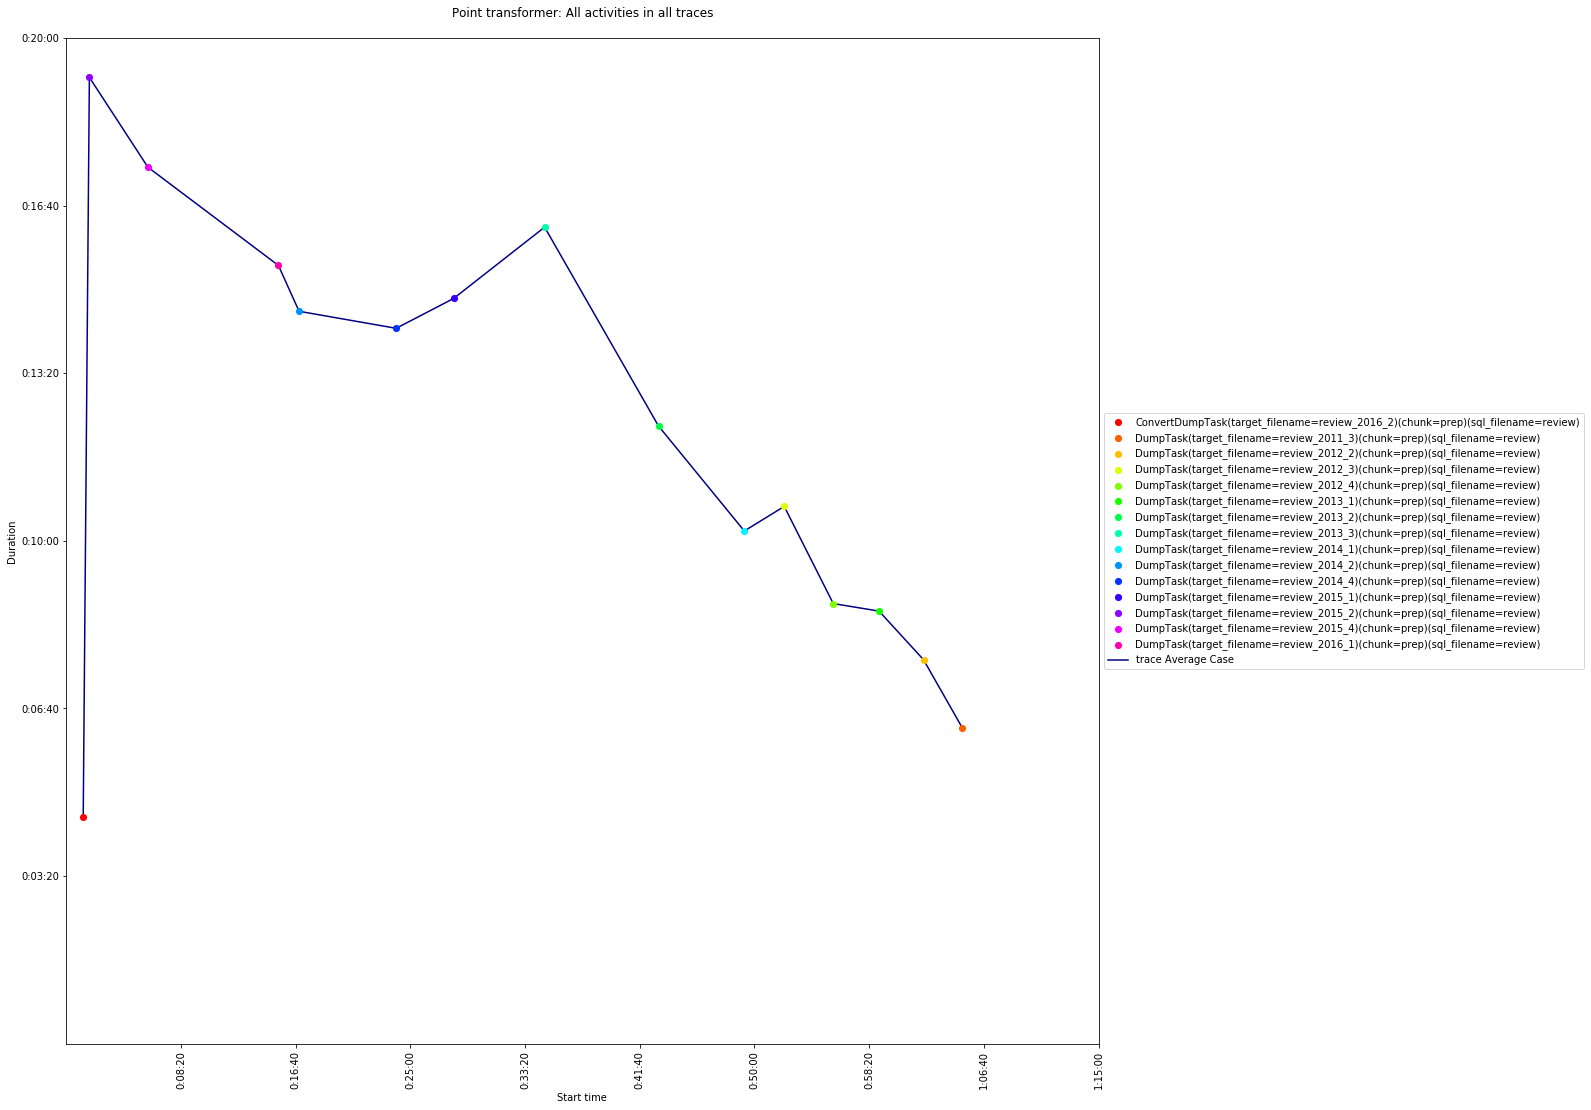 Point transformer: All activities in all traces
0:20:00
0:16:40
0:13:20
0:10:00
0:06:40
0:03:20
Duration
0:08:20
0:16:40
0:25:00
0:33:20
0:41:40
0:50:00
0:58:20
1:06:40
1:15:00
Start time
ConvertDumpTask(target_filename=review_2016_2)(chunk=prep)(sql_filename=review)
DumpTask(target_filename=review_2011_3)(chunk=prep)(sql_filename=review)
DumpTask(target_filename=review_2012_2)(chunk=prep)(sql_filename=review)
DumpTask(target_filename=review_2012_3)(chunk=prep)(sql_filename=review)
DumpTask(target_filename=review_2012_4)(chunk=prep)(sql_filename=review)
DumpTask(target_filename=review_2013_1)(chunk=prep)(sql_filename=review)
DumpTask(target_filename=review_2013_2)(chunk=prep)(sql_filename=review)
DumpTask(target_filename=review_2013_3)(chunk=prep)(sql_filename=review)
DumpTask(target_filename=review_2014_1)(chunk=prep)(sql_filename=review)
DumpTask(target_filename=review_2014_2)(chunk=prep)(sql_filename=review)
DumpTask(target_filename=review_2014_4)(chunk=prep)(sql_filename=review)
DumpTask(target_filename=review_2015_1)(chunk=prep)(sql_filename=review)
DumpTask(target_filename=review_2015_2)(chunk=prep)(sql_filename=review)
DumpTask(target_filename=review_2015_4)(chunk=prep)(sql_filename=review)
DumpTask(target_filename=review_2016_1)(chunk=prep)(sql_filename=review)
trace Average Case